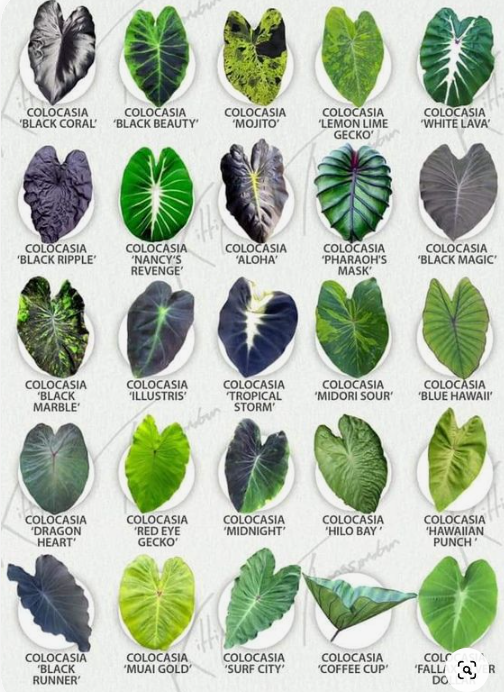 COLOCASIA
'BLACK CORAL'
COLOCASIA
'BLACK BEAUTY'
COLOCASIA
'MOJITO'
COLOCASIA
'LEMON LIME
GECKO'
COLOCASIA
'WHITE LAVA'
COLOCASIA
'BLACK RIPPLE'
COLOCASIA
'NANCY'S
REVENGE'
COLOCASIA
'ALOHA'
COLOCASIA
'PHARAOH'S
MASK'
COLOCASIA
'BLACK MAGIC'
COLOCASIA
'BLACK
MARBLE'
COLOCASIA
'ILLUSTRIS'
COLOCASIA
'TROPICAL
STORM'
COLOCASIA
'MIDORI SOUR'
COLOCASIA
'BLUE HAWAII'
COLOCASIA
'DRAGON
HEART'
COLOCASIA
'RED EYE
GECKO'
COLOCASIA
'MIDNIGHT'
COLOCASIA
'HILO BAY '
COLOCASIA
'HAWAIIAN
PUNCH '
COLOCASIA
'BLACK
RUNNER'
COLOCASIA
'MUAI GOLD'
COLOCASIA
'SURF CITY'
COLOCASIA
'COFFEE CUP'